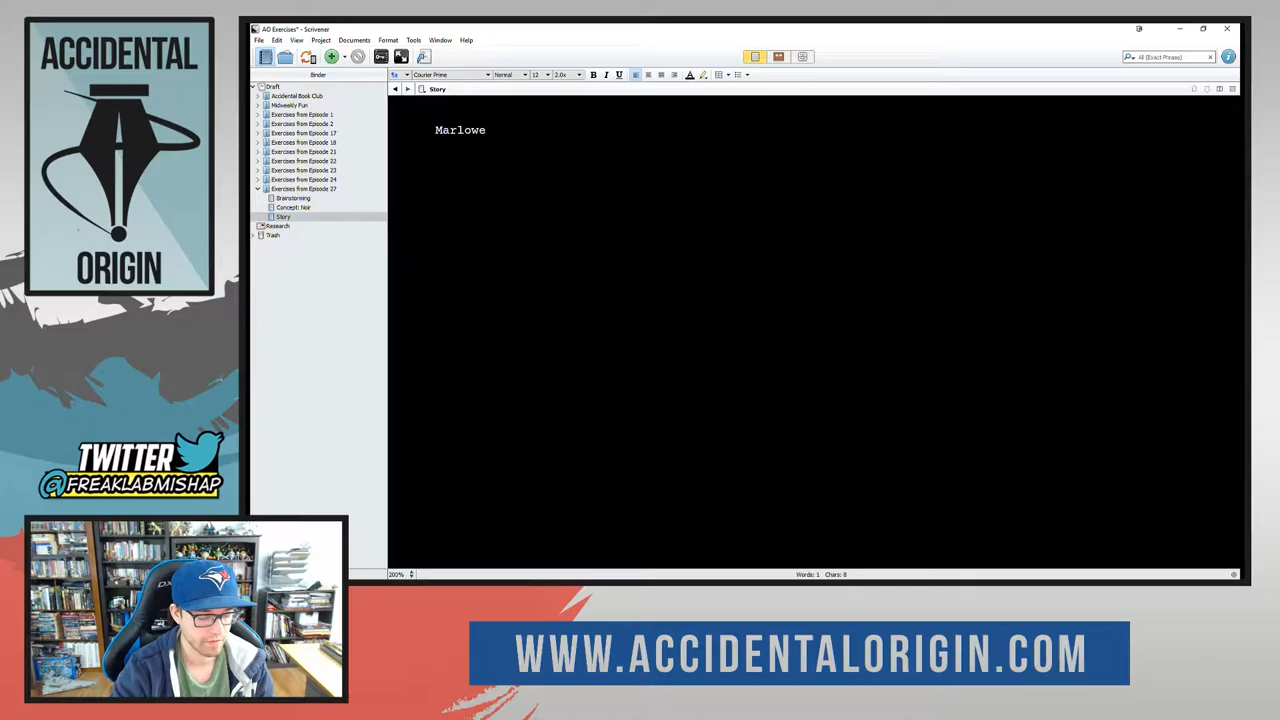 ACCIDENTAL
ORIGIN
TWITTER
@FREAKLABMISHAP
AO Exercises* - Scrivener
File Edit View Project Documents Format Tools Window Help
All (Exact Phrase)
Binder
Courier Prime Normal 12 2.0x B I U A
Story
Draft
Accidental Book Club
Midweekly Fun
Exercises from Episode 1
Exercises from Episode 2
Exercises from Episode 17
Exercises from Episode 18
Exercises from Episode 21
Exercises from Episode 22
Exercises from Episode 23
Exercises from Episode 24
Exercises from Episode 27
Brainstorming
Concept: Noir
Story
Research
Trash
Marlowe
200%
Words: 1 Chars: 8
WWW.ACCIDENTALORIGIN.COM